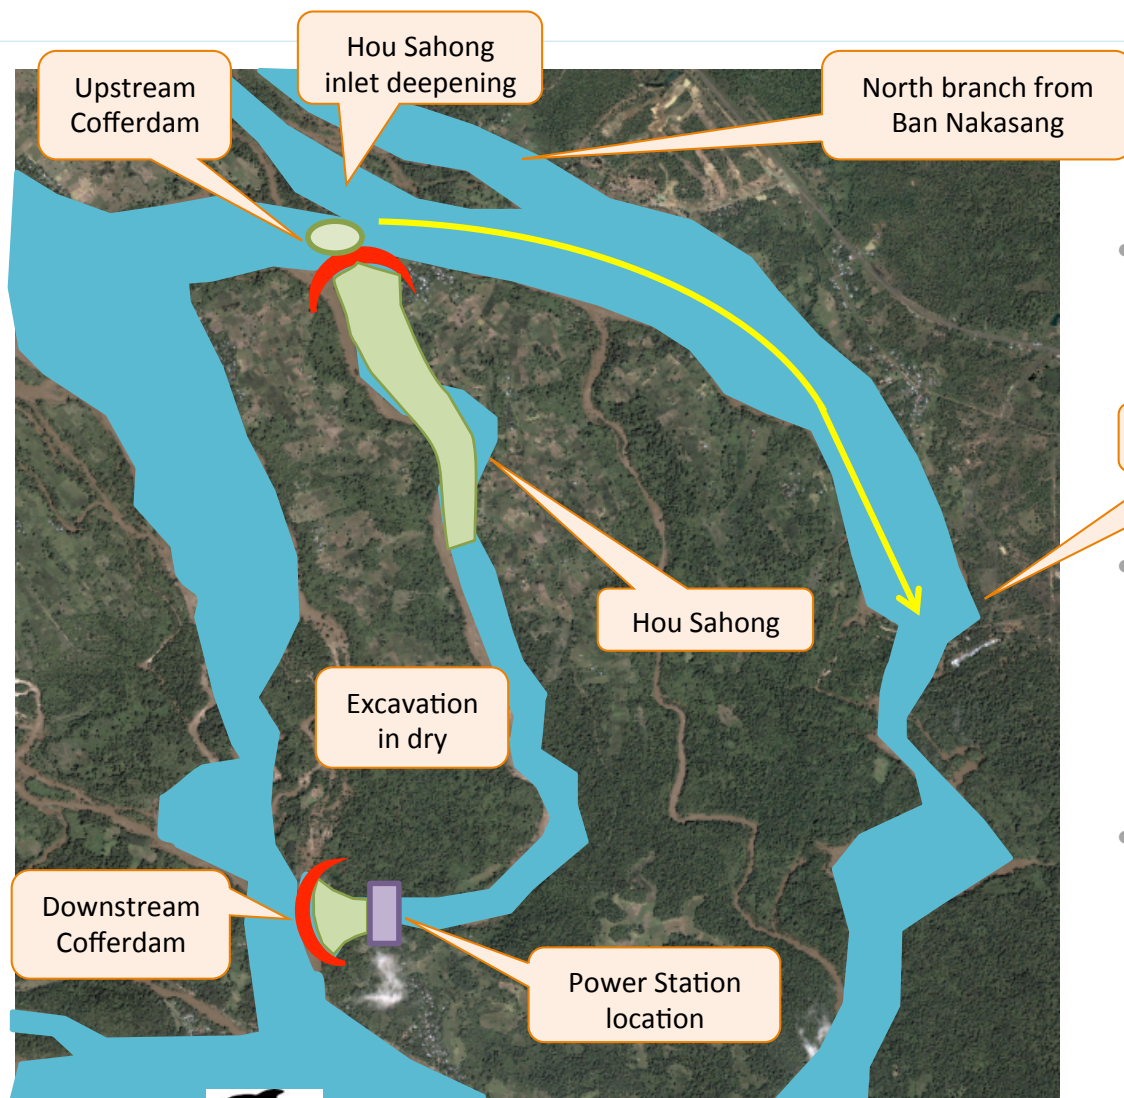 Hou Sahong
inlet deepening
Upstream
Cofferdam
North branch from
Ban Nakasang
Hou Sahong
Excavation
in dry
Downstream
Cofferdam
Power Station
location